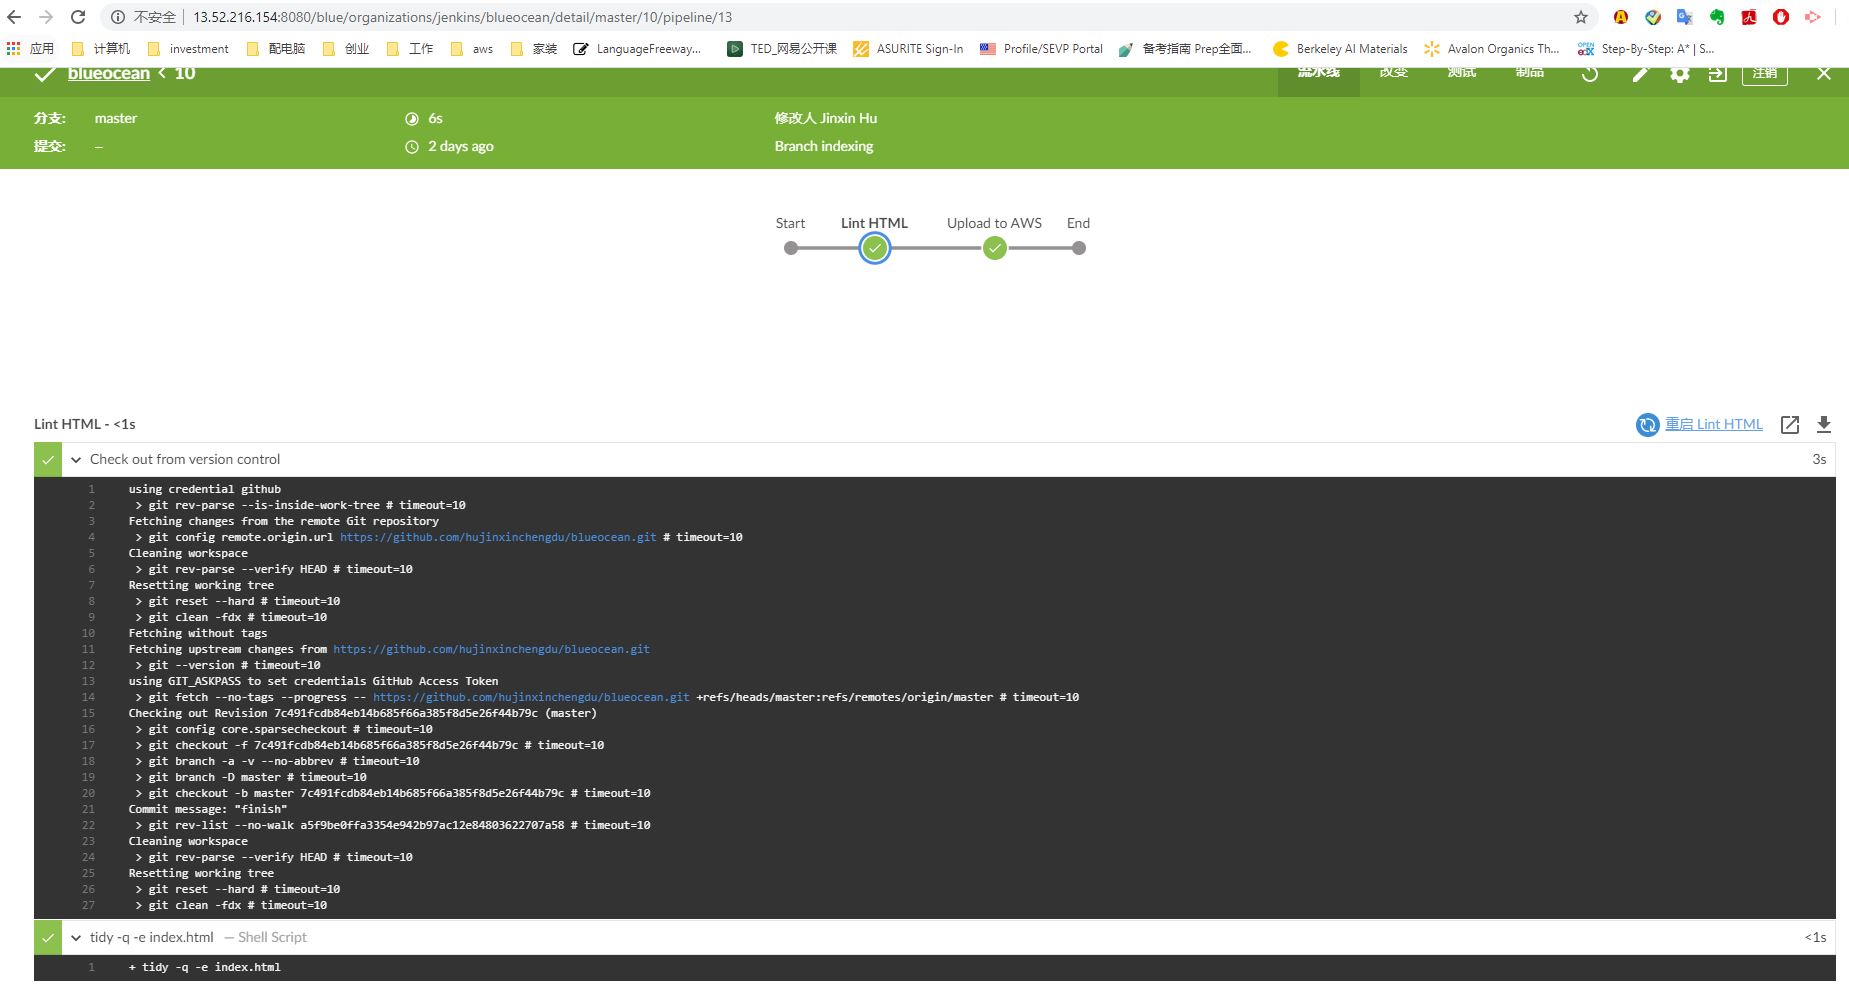 不安全 13.52.216.154:8080/blue/organizations/jenkins/blueocean/detail/master/10/pipeline/13
应用 计算机 investment 配电脑 创业 工作 aws 家装 LanguageFreeway... TED_网易公开课 ASURITE Sign-In Profile/SEVP Portal 备考指南 Prep全面... Berkeley AI Materials Avalon Organics Th... Step-By-Step: A* | S...
blueocean < 10 流水线 改变 测试 制品 注销
分支: master 6s 修改人 Jinxin Hu
提交: – 2 days ago Branch indexing
Start Lint HTML Upload to AWS End
Lint HTML - <1s 重启 Lint HTML
Check out from version control 3s
1 using credential github
2 > git rev-parse --is-inside-work-tree # timeout=10
3 Fetching changes from the remote Git repository
4 > git config remote.origin.url https://github.com/hujinxinchengdu/blueocean.git # timeout=10
5 Cleaning workspace
6 > git rev-parse --verify HEAD # timeout=10
7 Resetting working tree
8 > git reset --hard # timeout=10
9 > git clean -fdx # timeout=10
10 Fetching without tags
11 Fetching upstream changes from https://github.com/hujinxinchengdu/blueocean.git
12 > git --version # timeout=10
13 using GIT_ASKPASS to set credentials GitHub Access Token
14 > git fetch --no-tags --progress -- https://github.com/hujinxinchengdu/blueocean.git +refs/heads/master:refs/remotes/origin/master # timeout=10
15 Checking out Revision 7c491fcdb84eb14b685f66a385f8d5e26f44b79c (master)
16 > git config core.sparsecheckout # timeout=10
17 > git checkout -f 7c491fcdb84eb14b685f66a385f8d5e26f44b79c # timeout=10
18 > git branch -a -v --no-abbrev # timeout=10
19 > git branch -D master # timeout=10
20 > git checkout -b master 7c491fcdb84eb14b685f66a385f8d5e26f44b79c # timeout=10
21 Commit message: "finish"
22 > git rev-list --no-walk a5f9be0ffa3354e942b97ac12e84803622707a58 # timeout=10
23 Cleaning workspace
24 > git rev-parse --verify HEAD # timeout=10
25 Resetting working tree
26 > git reset --hard # timeout=10
27 > git clean -fdx # timeout=10
tidy -q -e index.html — Shell Script <1s
1 + tidy -q -e index.html